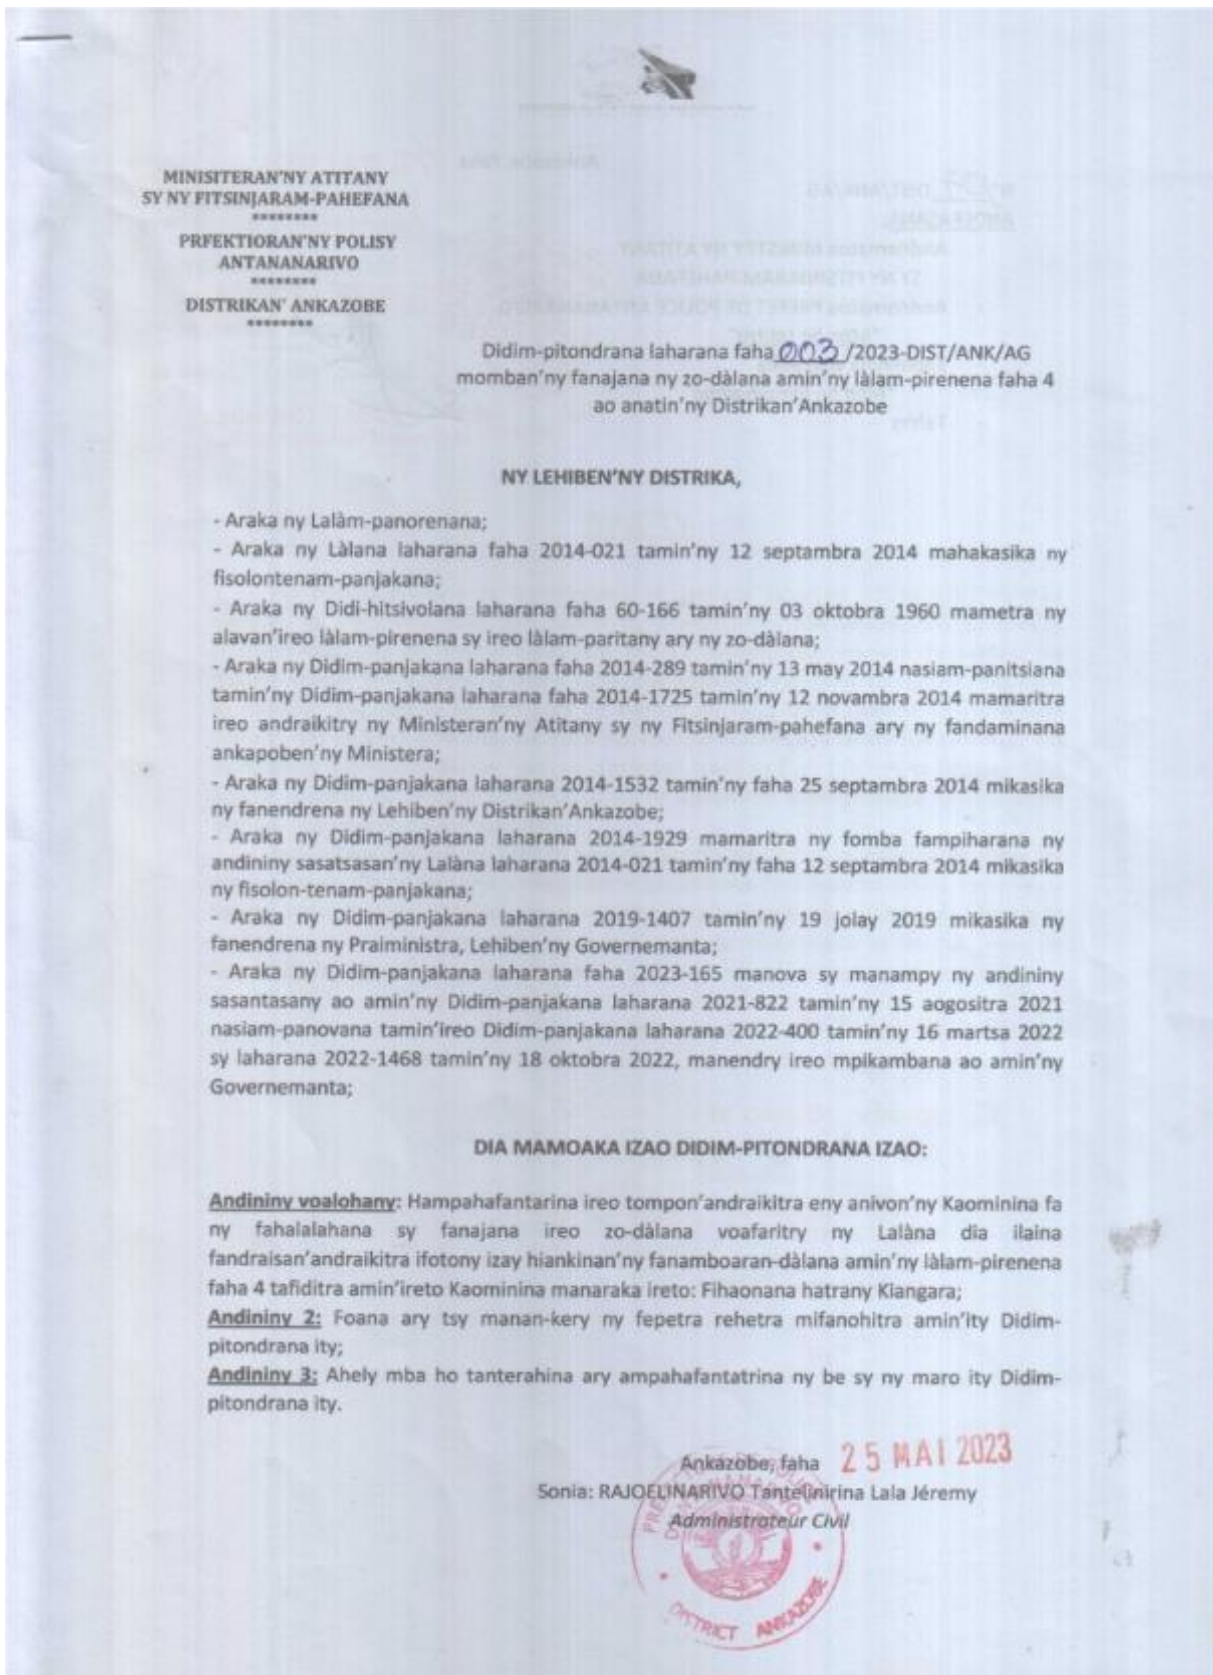 MINISITERAN'NY ATITANY
SY NY FITSINJARAM-PAHEFANA
********
PRFEKTIORAN'NY POLISY
ANTANANARIVO
********
DISTRIKAN' ANKAZOBE
********
Didim-pitondrana laharana faha 003 /2023-DIST/ANK/AG
momban'ny fanajana ny zo-dàlana amin'ny làlam-pirenena faha 4
ao anatin'ny Distrikan'Ankazobe
NY LEHIBEN'NY DISTRIKA,
- Araka ny Lalàm-panorenana;
- Araka ny Làlana laharana faha 2014-021 tamin'ny 12 septambra 2014 mahakasika ny
fisolontenam-panjakana;
- Araka ny Didi-hitsivolana laharana faha 60-166 tamin'ny 03 oktobra 1960 mametra ny
alavan'ireo làlam-pirenena sy ireo làlam-paritany ary ny zo-dàlana;
- Araka ny Didim-panjakana laharana faha 2014-289 tamin'ny 13 may 2014 nasiam-panitsiana
tamin'ny Didim-panjakana laharana faha 2014-1725 tamin'ny 12 novambra 2014 mamaritra
ireo andraikitry ny Ministeran'ny Atitany sy ny Fitsinjaram-pahefana ary ny fandaminana
ankapoben'ny Ministera;
- Araka ny Didim-panjakana laharana 2014-1532 tamin'ny faha 25 septambra 2014 mikasika
ny fanendrena ny Lehiben'ny Distrikan'Ankazobe;
- Araka ny Didim-panjakana laharana 2014-1929 mamaritra ny fomba fampiharana ny
andininy sasatsasan'ny Lalàna laharana 2014-021 tamin'ny faha 12 septambra 2014 mikasika
ny fisolon-tenam-panjakana;
- Araka ny Didim-panjakana laharana 2019-1407 tamin'ny 19 jolay 2019 mikasika ny
fanendrena ny Praiministra, Lehiben'ny Governemanta;
- Araka ny Didim-panjakana laharana faha 2023-165 manova sy manampy ny andininy
sasantasany ao amin'ny Didim-panjakana laharana 2021-822 tamin'ny 15 aogositra 2021
nasiam-panovana tamin'ireo Didim-panjakana laharana 2022-400 tamin'ny 16 martsa 2022
sy laharana 2022-1468 tamin'ny 18 oktobra 2022, manendry ireo mpikambana ao amin'ny
Governemanta;
DIA MAMOAKA IZAO DIDIM-PITONDRANA IZAO:
Andininy voalohany: Hampahafantarina ireo tompon'andraikitra eny anivon'ny Kaominina fa
ny fahalalahana sy fanajana ireo zo-dàlana voafaritry ny Lalàna dia ilaina
fandraisan'andraikitra ifotony izay hiankinan'ny fanamboaran-dàlana amin'ny làlam-pirenena
faha 4 tafiditra amin'ireto Kaominina manaraka ireto: Fihaonana hatrany Kiangara;
Andininy 2: Foana ary tsy manan-kery ny fepetra rehetra mifanohitra amin'ity Didim-
pitondrana ity;
Andininy 3: Ahely mba ho tanterahina ary ampahafantatrina ny be sy ny maro ity Didim-
pitondrana ity.
Ankazobe, faha 25 MAI 2023
Sonia: RAJOELINARIVO Tantelinirina Lala Jéremy
Administrateur Civil
DISTRICT ANKAZOBE